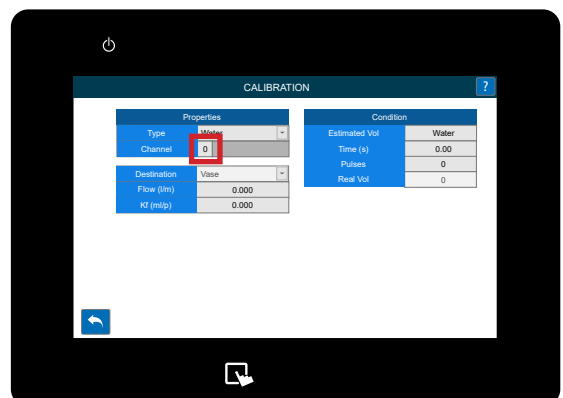 CALIBRATION
?
Properties
Type Water
Channel 0
Destination Vase
Flow (l/m) 0.000
Kf (ml/p) 0.000
Condition
Estimated Vol Water
Time (s) 0.00
Pulses 0
Real Vol 0